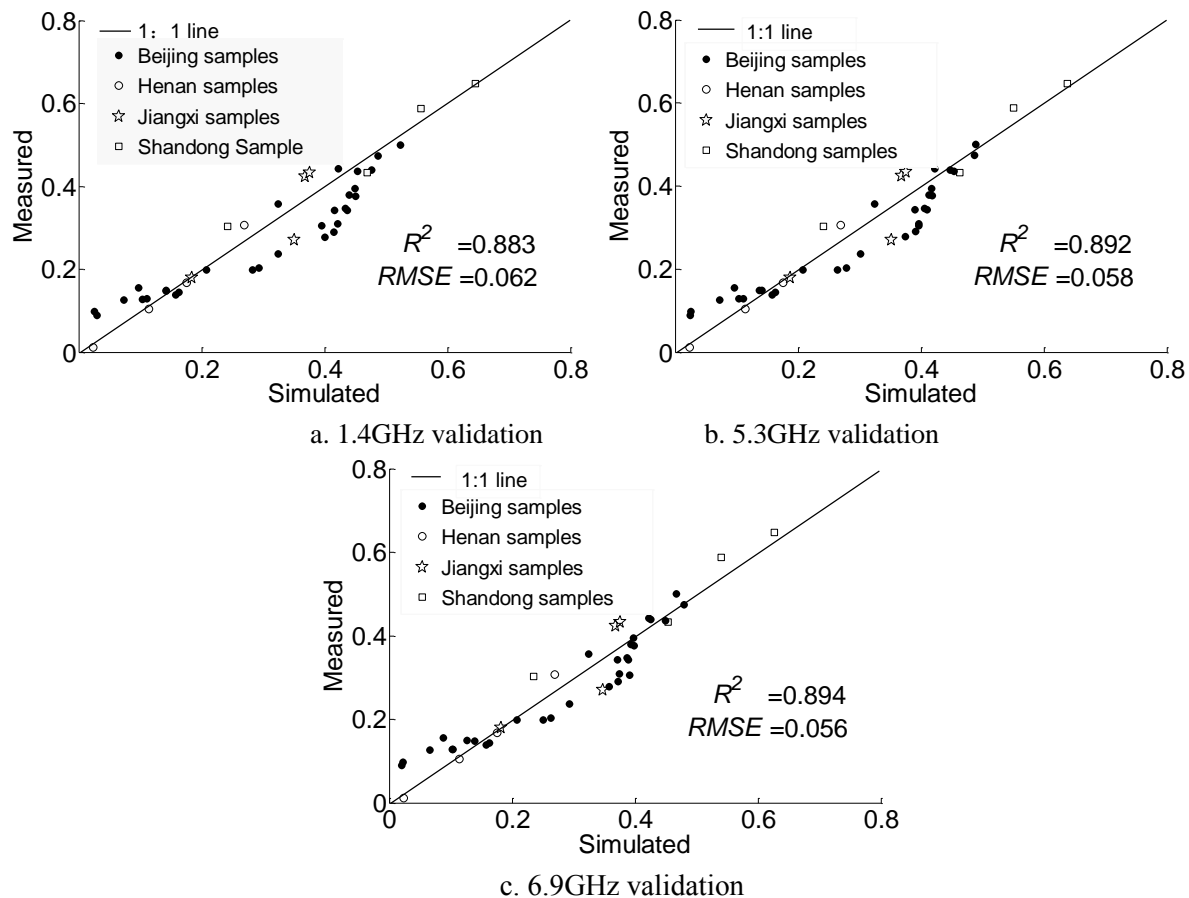 0.8
1： 1 line
Beijing samples
Henan samples
Jiangxi samples
Shandong Sample
0.6
0.4
0.2
0
Measured
R² =0.883
RMSE =0.062
0.2 0.4 0.6 0.8
Simulated
a. 1.4GHz validation
0.8
1:1 line
Beijing samples
Henan samples
Jiangxi samples
Shandong samples
0.6
0.4
0.2
0
Measured
R² =0.892
RMSE =0.058
0.2 0.4 0.6 0.8
Simulated
b. 5.3GHz validation
0.8
1:1 line
Beijing samples
Henan samples
Jiangxi samples
Shandong samples
0.6
0.4
0.2
0
Measured
R² =0.894
RMSE =0.056
0 0.2 0.4 0.6 0.8
Simulated
c. 6.9GHz validation